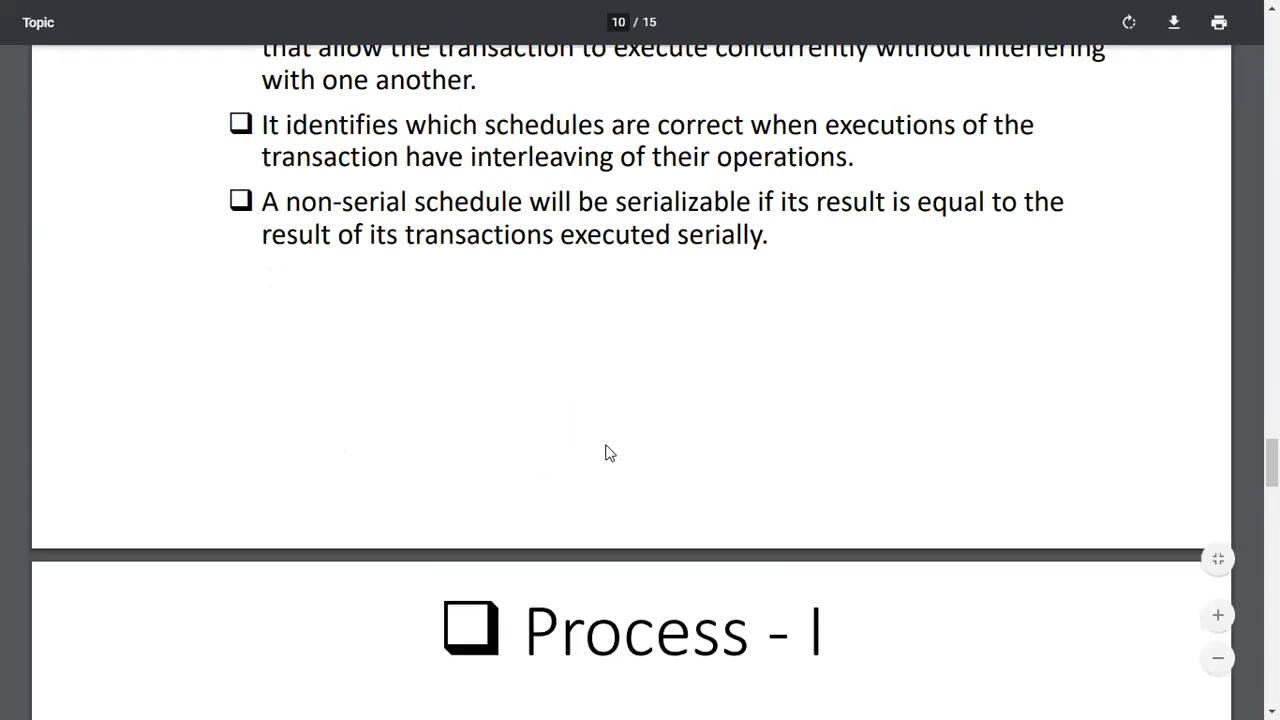 Topic
10 / 15
that allow the transaction to execute concurrently without interfering
with one another.
It identifies which schedules are correct when executions of the
transaction have interleaving of their operations.
A non-serial schedule will be serializable if its result is equal to the
result of its transactions executed serially.
Process - I